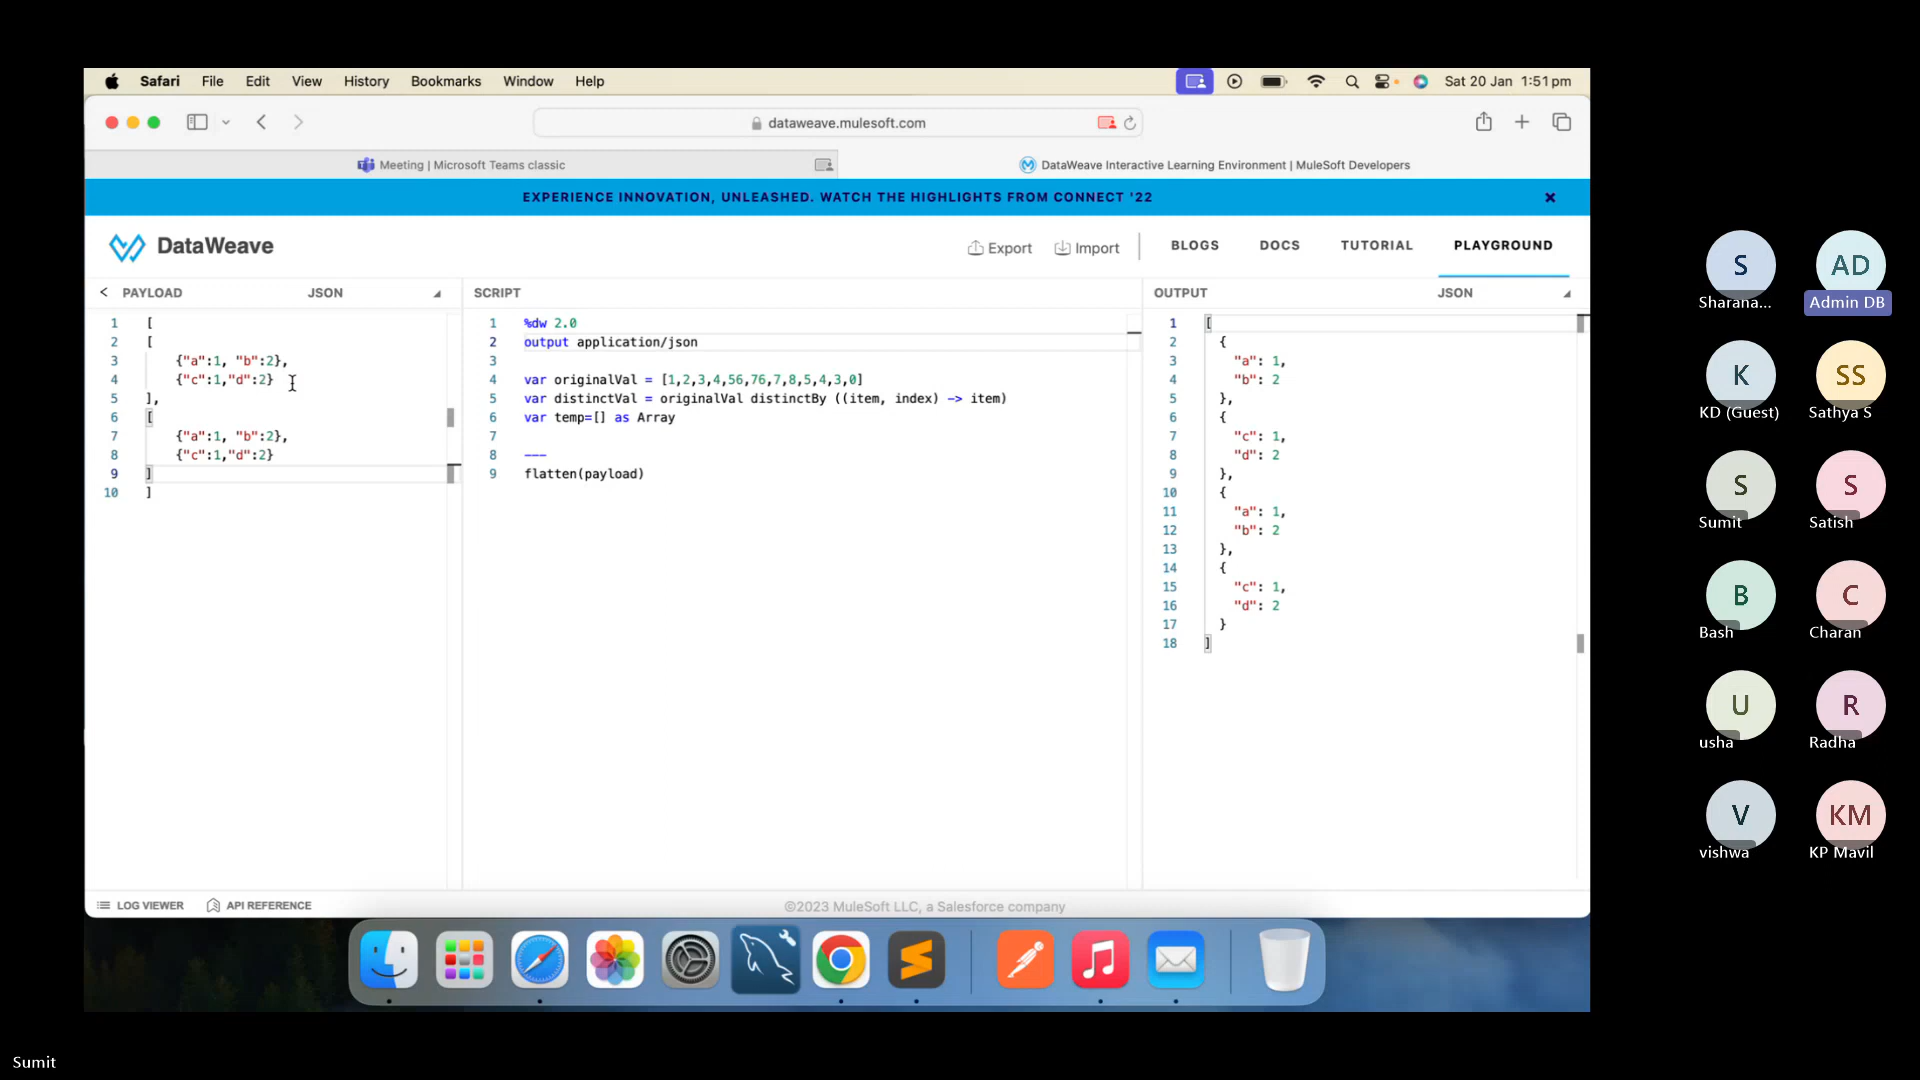 Safari File Edit View History Bookmarks Window Help Sat 20 Jan 1:51 pm
dataweave.mulesoft.com
Meeting | Microsoft Teams classic
DataWeave Interactive Learning Environment | MuleSoft Developers
EXPERIENCE INNOVATION, UNLEASHED. WATCH THE HIGHLIGHTS FROM CONNECT '22
DataWeave
Export Import BLOGS DOCS TUTORIAL PLAYGROUND
PAYLOAD JSON
1 [
2 [
3 {"a":1, "b":2},
4 {"c":1,"d":2}
5 ],
6 [
7 {"a":1, "b":2},
8 {"c":1,"d":2}
9 ]
10 ]
SCRIPT
1 %dw 2.0
2 output application/json
3
4 var originalVal = [1,2,3,4,56,76,7,8,5,4,3,0]
5 var distinctVal = originalVal distinctBy ((item, index) -> item)
6 var temp=[] as Array
7
8 ---
9 flatten(payload)
OUTPUT JSON
1 [
2 {
3 "a": 1,
4 "b": 2
5 },
6 {
7 "c": 1,
8 "d": 2
9 },
10 {
11 "a": 1,
12 "b": 2
13 },
14 {
15 "c": 1,
16 "d": 2
17 }
18 ]
LOG VIEWER API REFERENCE
©2023 MuleSoft LLC, a Salesforce company
S AD
Sharana... Admin DB
K SS
KD (Guest) Sathya S
S S
Sumit Satish
B C
Bash Charan
U R
usha Radha
V KM
vishwa KP Mavil
Sumit